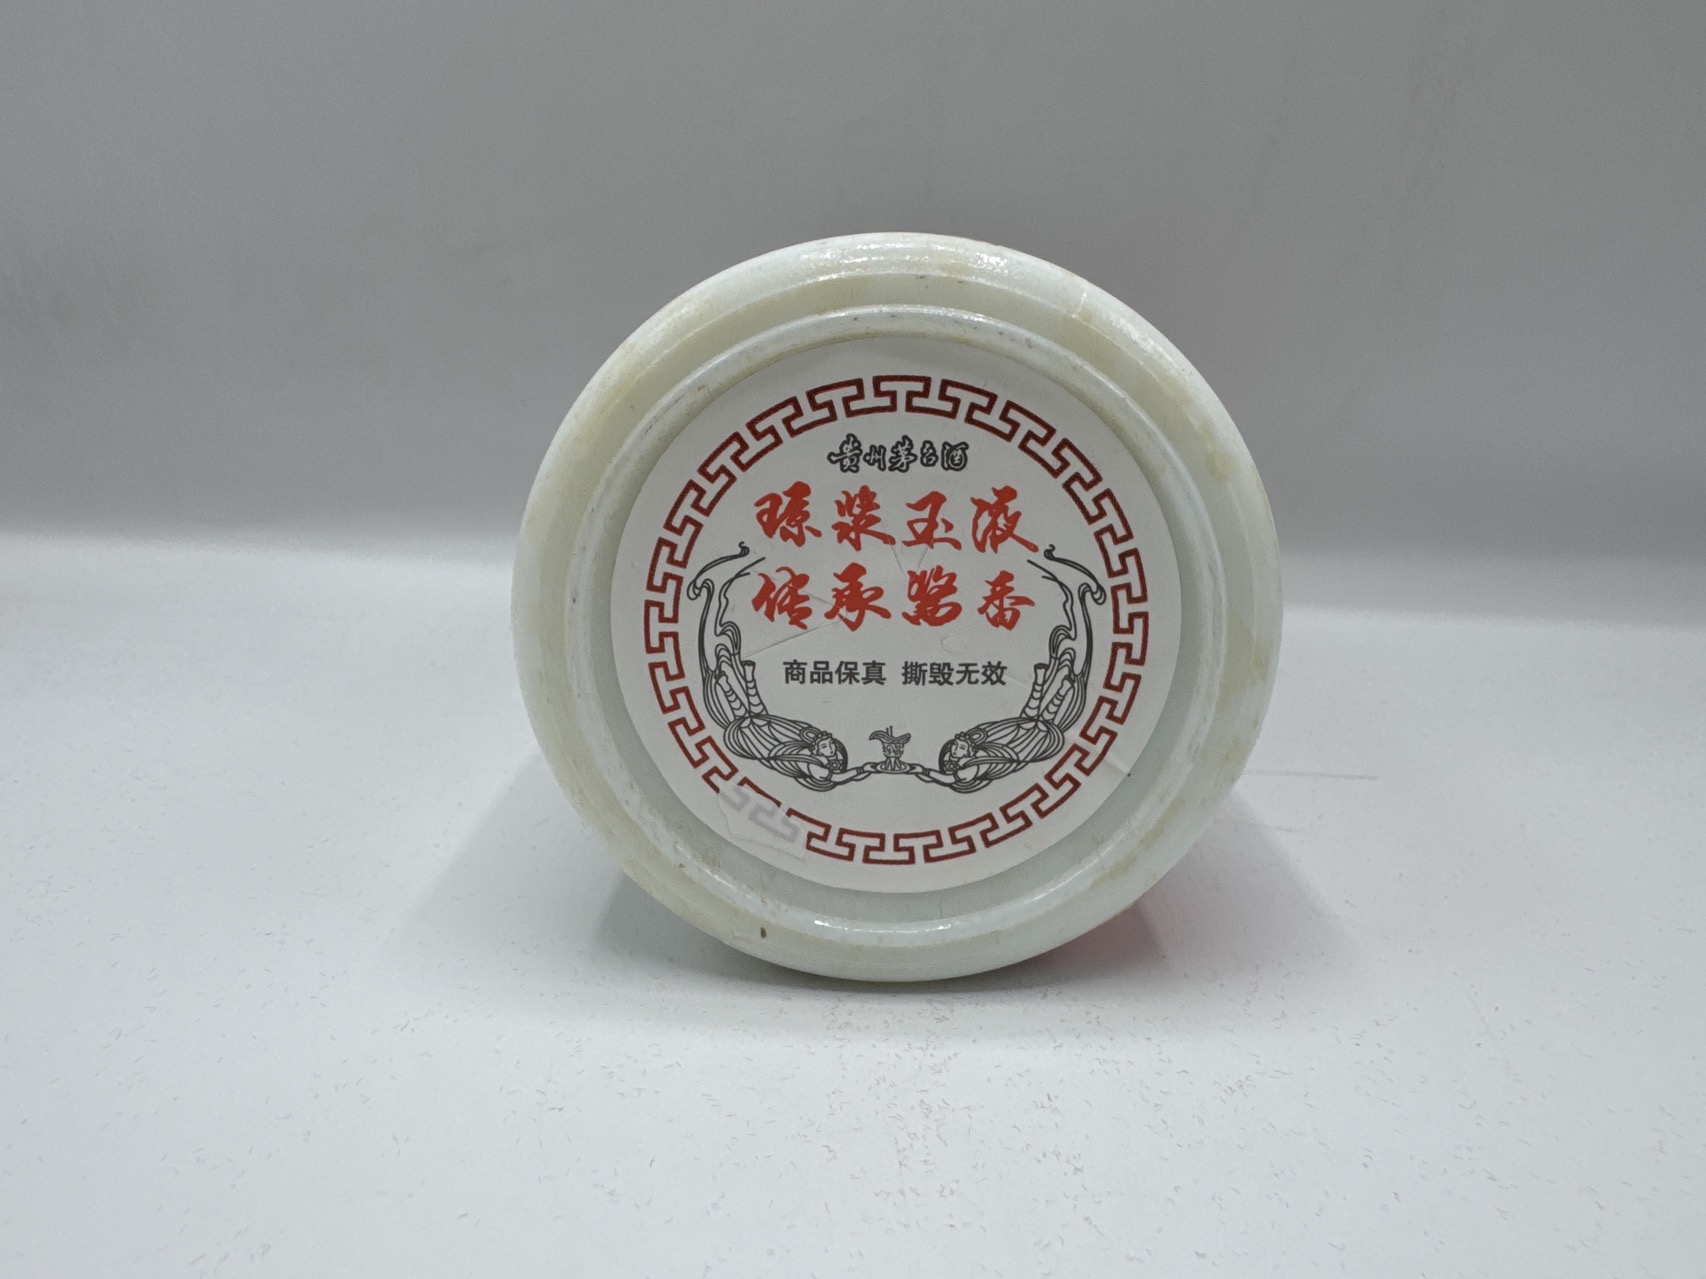 贵州茅台酒
琼浆玉液
传承酱香
商品保真 撕毁无效